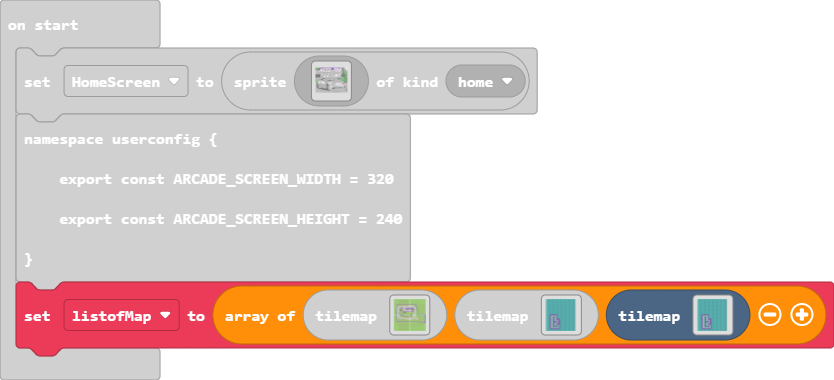 on start
set HomeScreen to sprite of kind home
namespace userconfig {
export const ARCADE_SCREEN_WIDTH = 320
export const ARCADE_SCREEN_HEIGHT = 240
}
set listofMap to array of tilemap tilemap tilemap